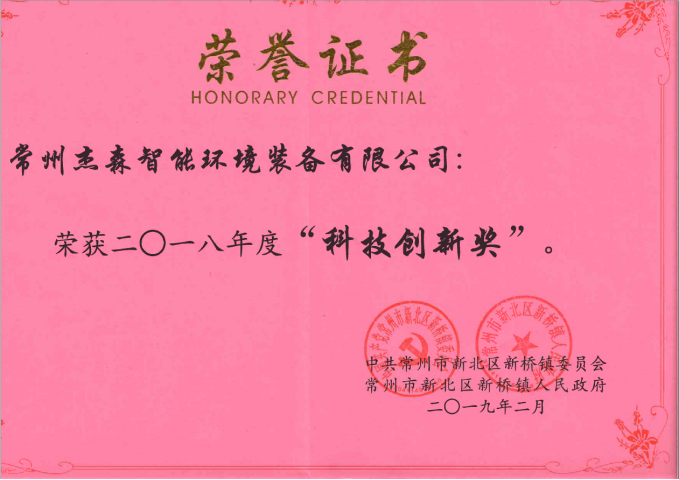 荣誉证书
HONORARY CREDENTIAL
常州杰森智能环境装备有限公司：
荣获二〇一八年度“科技创新奖”。
中共常州市新北区新桥镇委员会
常州市新北区新桥镇人民政府
二〇一九年二月